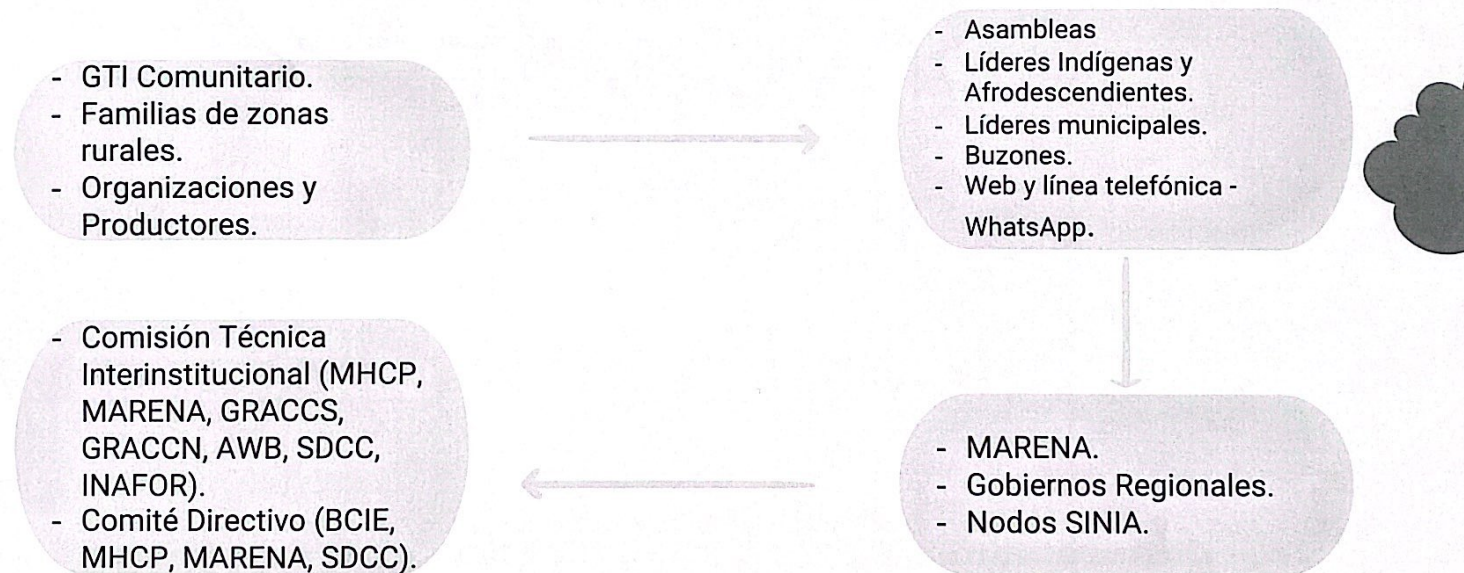 - GTI Comunitario.
- Familias de zonas
rurales.
- Organizaciones y
Productores.
- Asambleas
- Líderes Indígenas y
Afrodescendientes.
- Líderes municipales.
- Buzones.
- Web y línea telefónica -
WhatsApp.
- MARENA.
- Gobiernos Regionales.
- Nodos SINIA.
- Comisión Técnica
Interinstitucional (MHCP,
MARENA, GRACCS,
GRACCN, AWB, SDCC,
INAFOR).
- Comité Directivo (BCIE,
MHCP, MARENA, SDCC).